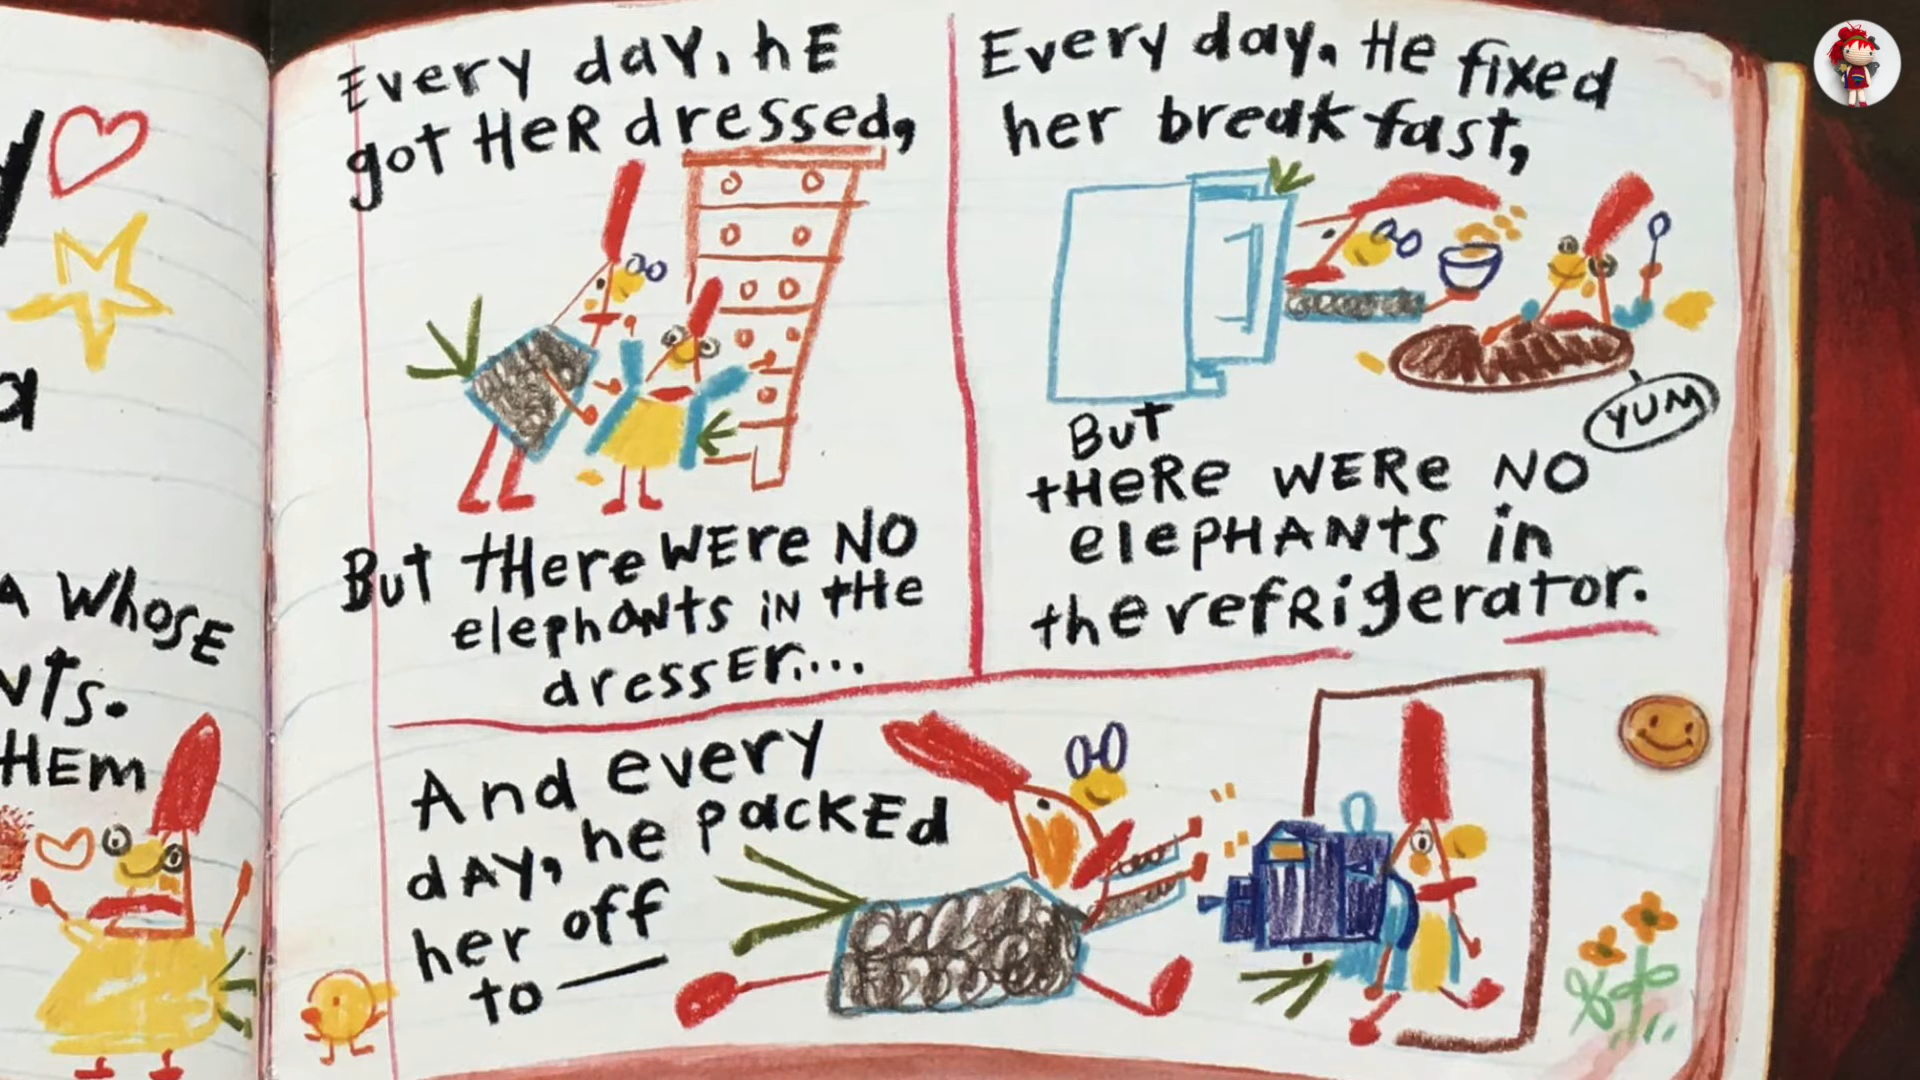 a
A WhosE
NTS.
HEm
Every day, hE
got HeR dressed,
But tHere WEre NO
elephaNts iN tHe
dressEr....
Every day. He fixed
her breakfast,
YUM
But
tHeRe WERe NO
elepHANtS in
the refRigerator.
And every
dAY, he pacKEd
her off
to